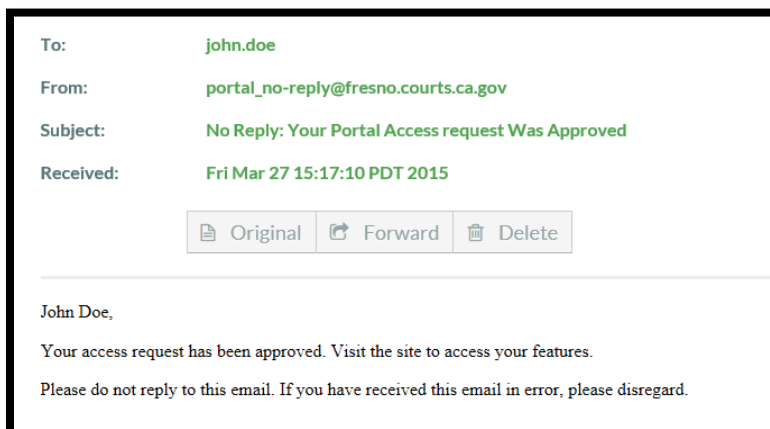 To: john.doe
From: portal_no-reply@fresno.courts.ca.gov
Subject: No Reply: Your Portal Access request Was Approved
Received: Fri Mar 27 15:17:10 PDT 2015
Original Forward Delete
John Doe,
Your access request has been approved. Visit the site to access your features.
Please do not reply to this email. If you have received this email in error, please disregard.